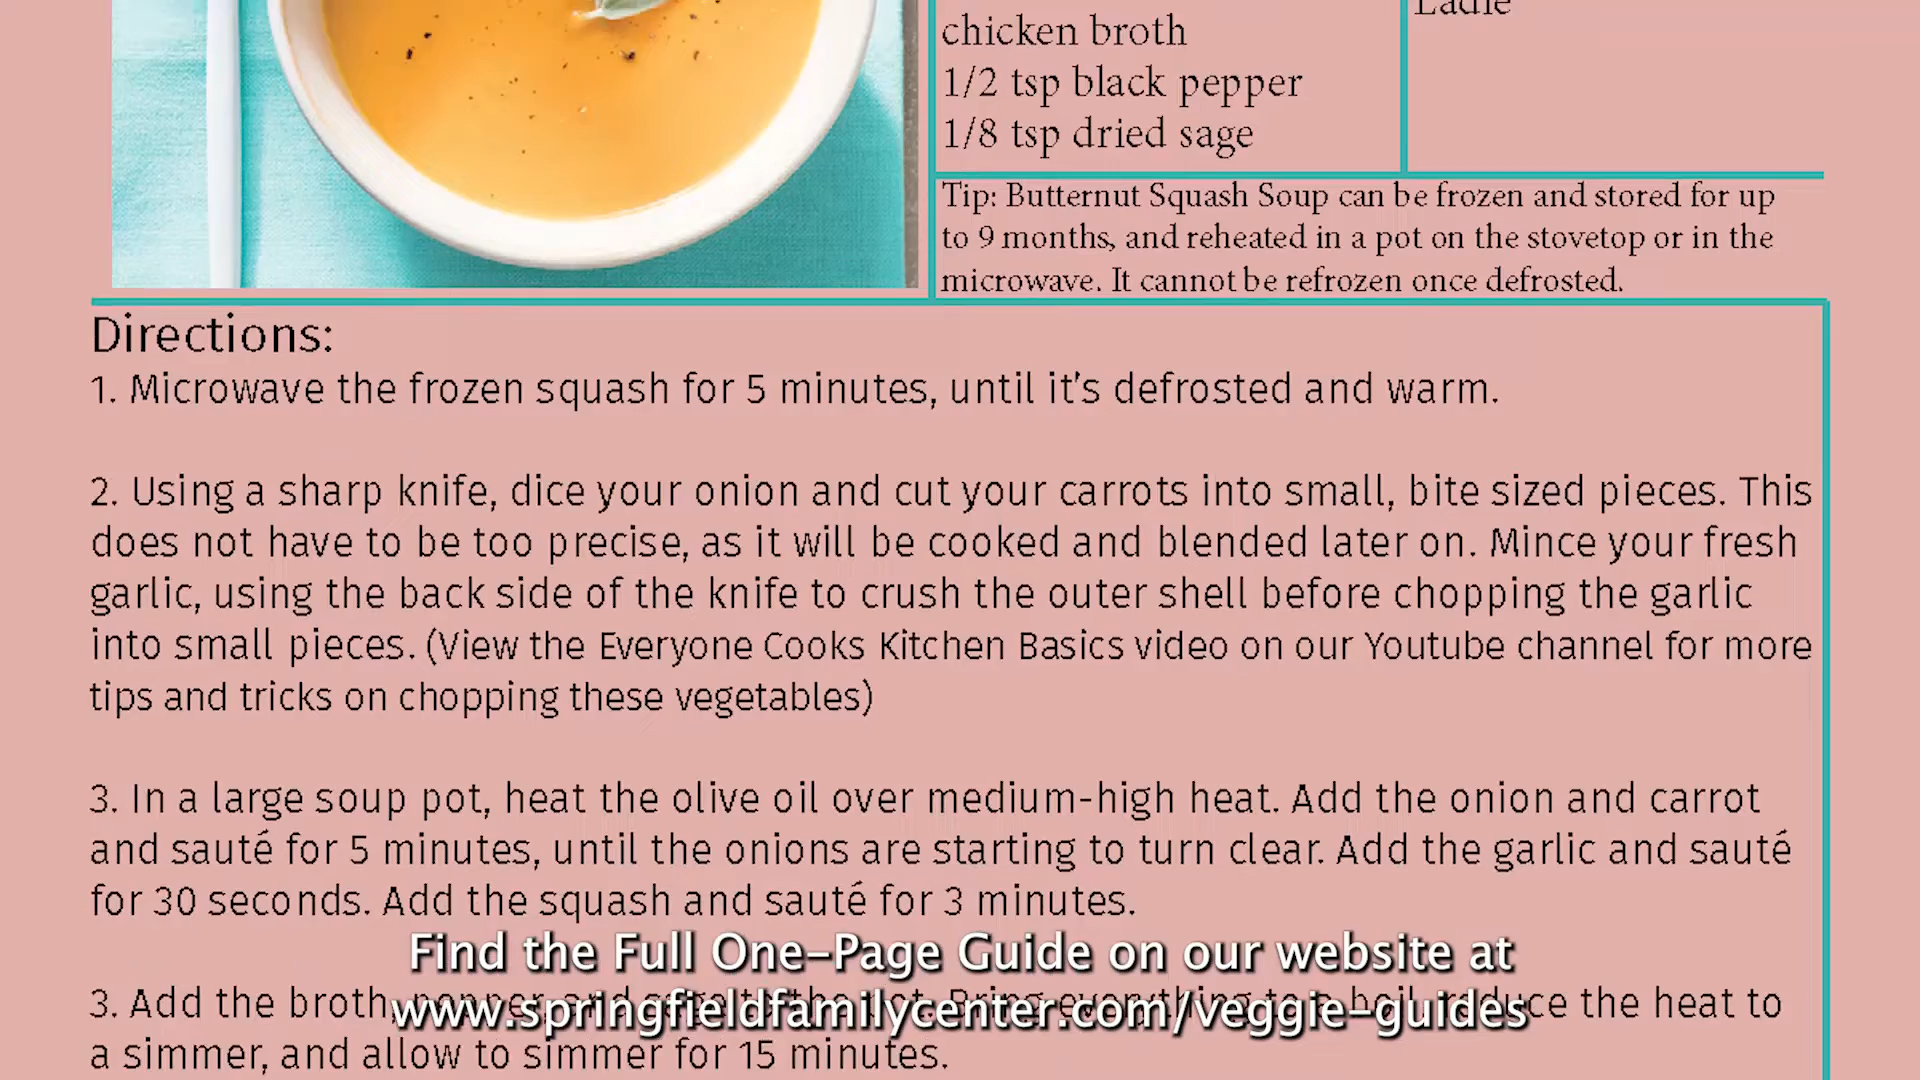 Ladle
chicken broth
1/2 tsp black pepper
1/8 tsp dried sage
Tip: Butternut Squash Soup can be frozen and stored for up
to 9 months, and reheated in a pot on the stovetop or in the
microwave. It cannot be refrozen once defrosted.
Directions:
1. Microwave the frozen squash for 5 minutes, until it’s defrosted and warm.
2. Using a sharp knife, dice your onion and cut your carrots into small, bite sized pieces. This
does not have to be too precise, as it will be cooked and blended later on. Mince your fresh
garlic, using the back side of the knife to crush the outer shell before chopping the garlic
into small pieces. (View the Everyone Cooks Kitchen Basics video on our Youtube channel for more
tips and tricks on chopping these vegetables)
3. In a large soup pot, heat the olive oil over medium-high heat. Add the onion and carrot
and sauté for 5 minutes, until the onions are starting to turn clear. Add the garlic and sauté
for 30 seconds. Add the squash and sauté for 3 minutes.
Find the Full One-Page Guide on our website at
3. Add the broth, pepper, and sage to the pot. Bring everything to a boil, reduce the heat to
www.springfieldfamilycenter.com/veggie-guides
a simmer, and allow to simmer for 15 minutes.